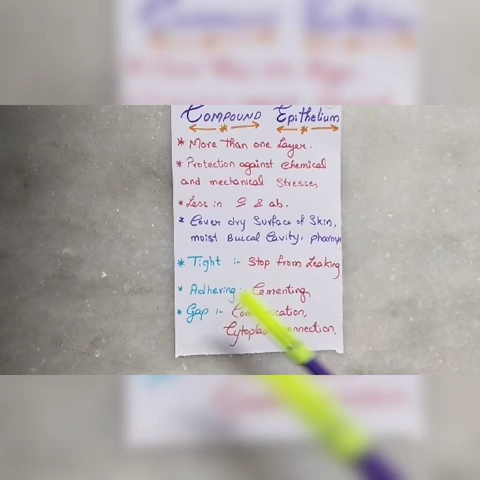 COMPOUND Epithelium
* More than one layer.
* Protection against chemical
and mechanical Stresses,
* Less in S & ab.
* Cover dry Surface of Skin,
moist Buccal Cavity,
* Tight :- Stop from Leaking
* Adhering :- Cementing
* Gap :-